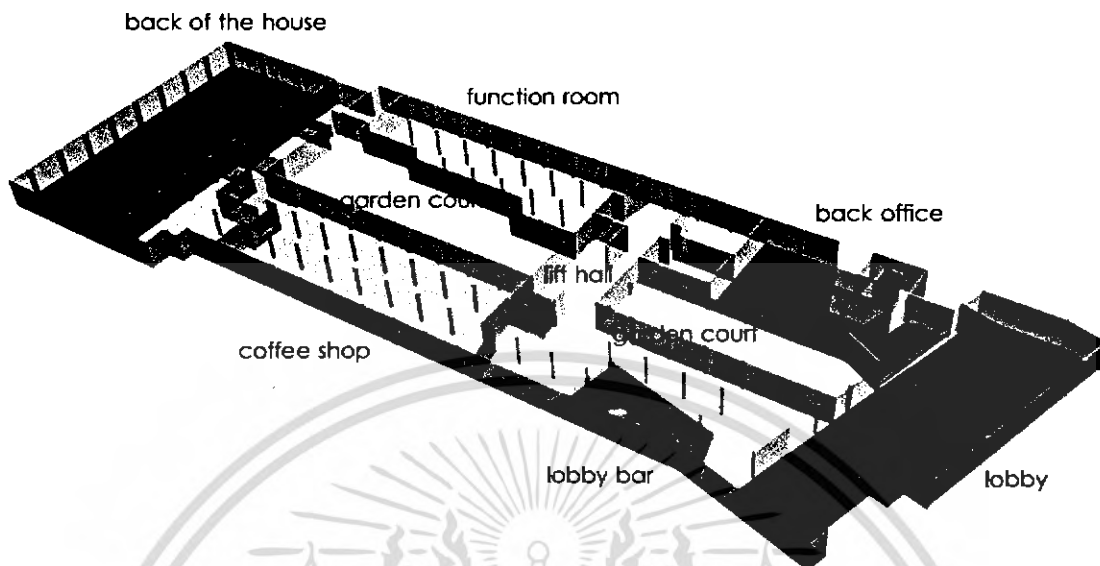 back of the house
function room
garden court
back office
lift hall
garden court
coffee shop
lobby bar
lobby